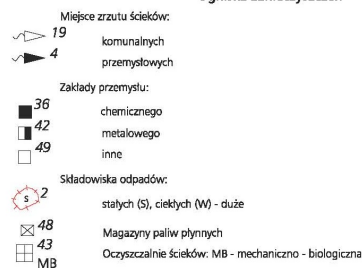 Miejsce zrzutu ścieków:
19 komunalnych
4 przemysłowych
Zakłady przemysłu:
36 chemicznego
42 metalowego
49 inne
Składowiska odpadów:
S 2 stałych (S), ciekłych (W) - duże
48 Magazyny paliw płynnych
43 Oczyszczalnie ścieków: MB - mechaniczno - biologiczna
MB